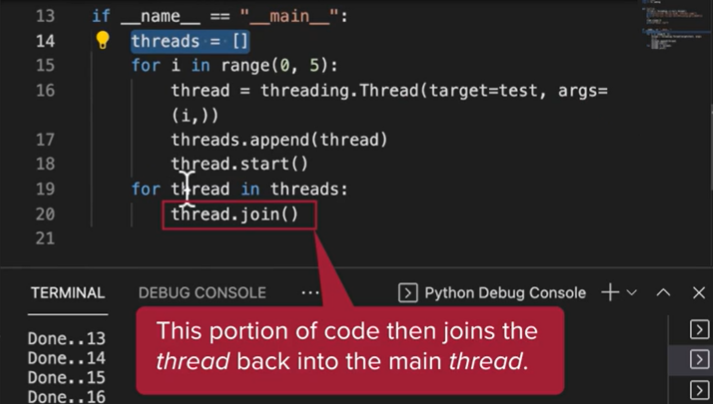 13 if __name__ == "__main__":
14 threads = []
15 for i in range(0, 5):
16 thread = threading.Thread(target=test, args=
(i,))
17 threads.append(thread)
18 thread.start()
19 for thread in threads:
20 thread.join()
21
TERMINAL DEBUG CONSOLE ... Python Debug Console
Done..13
Done..14
Done..15
Done..16
This portion of code then joins the
thread back into the main thread.